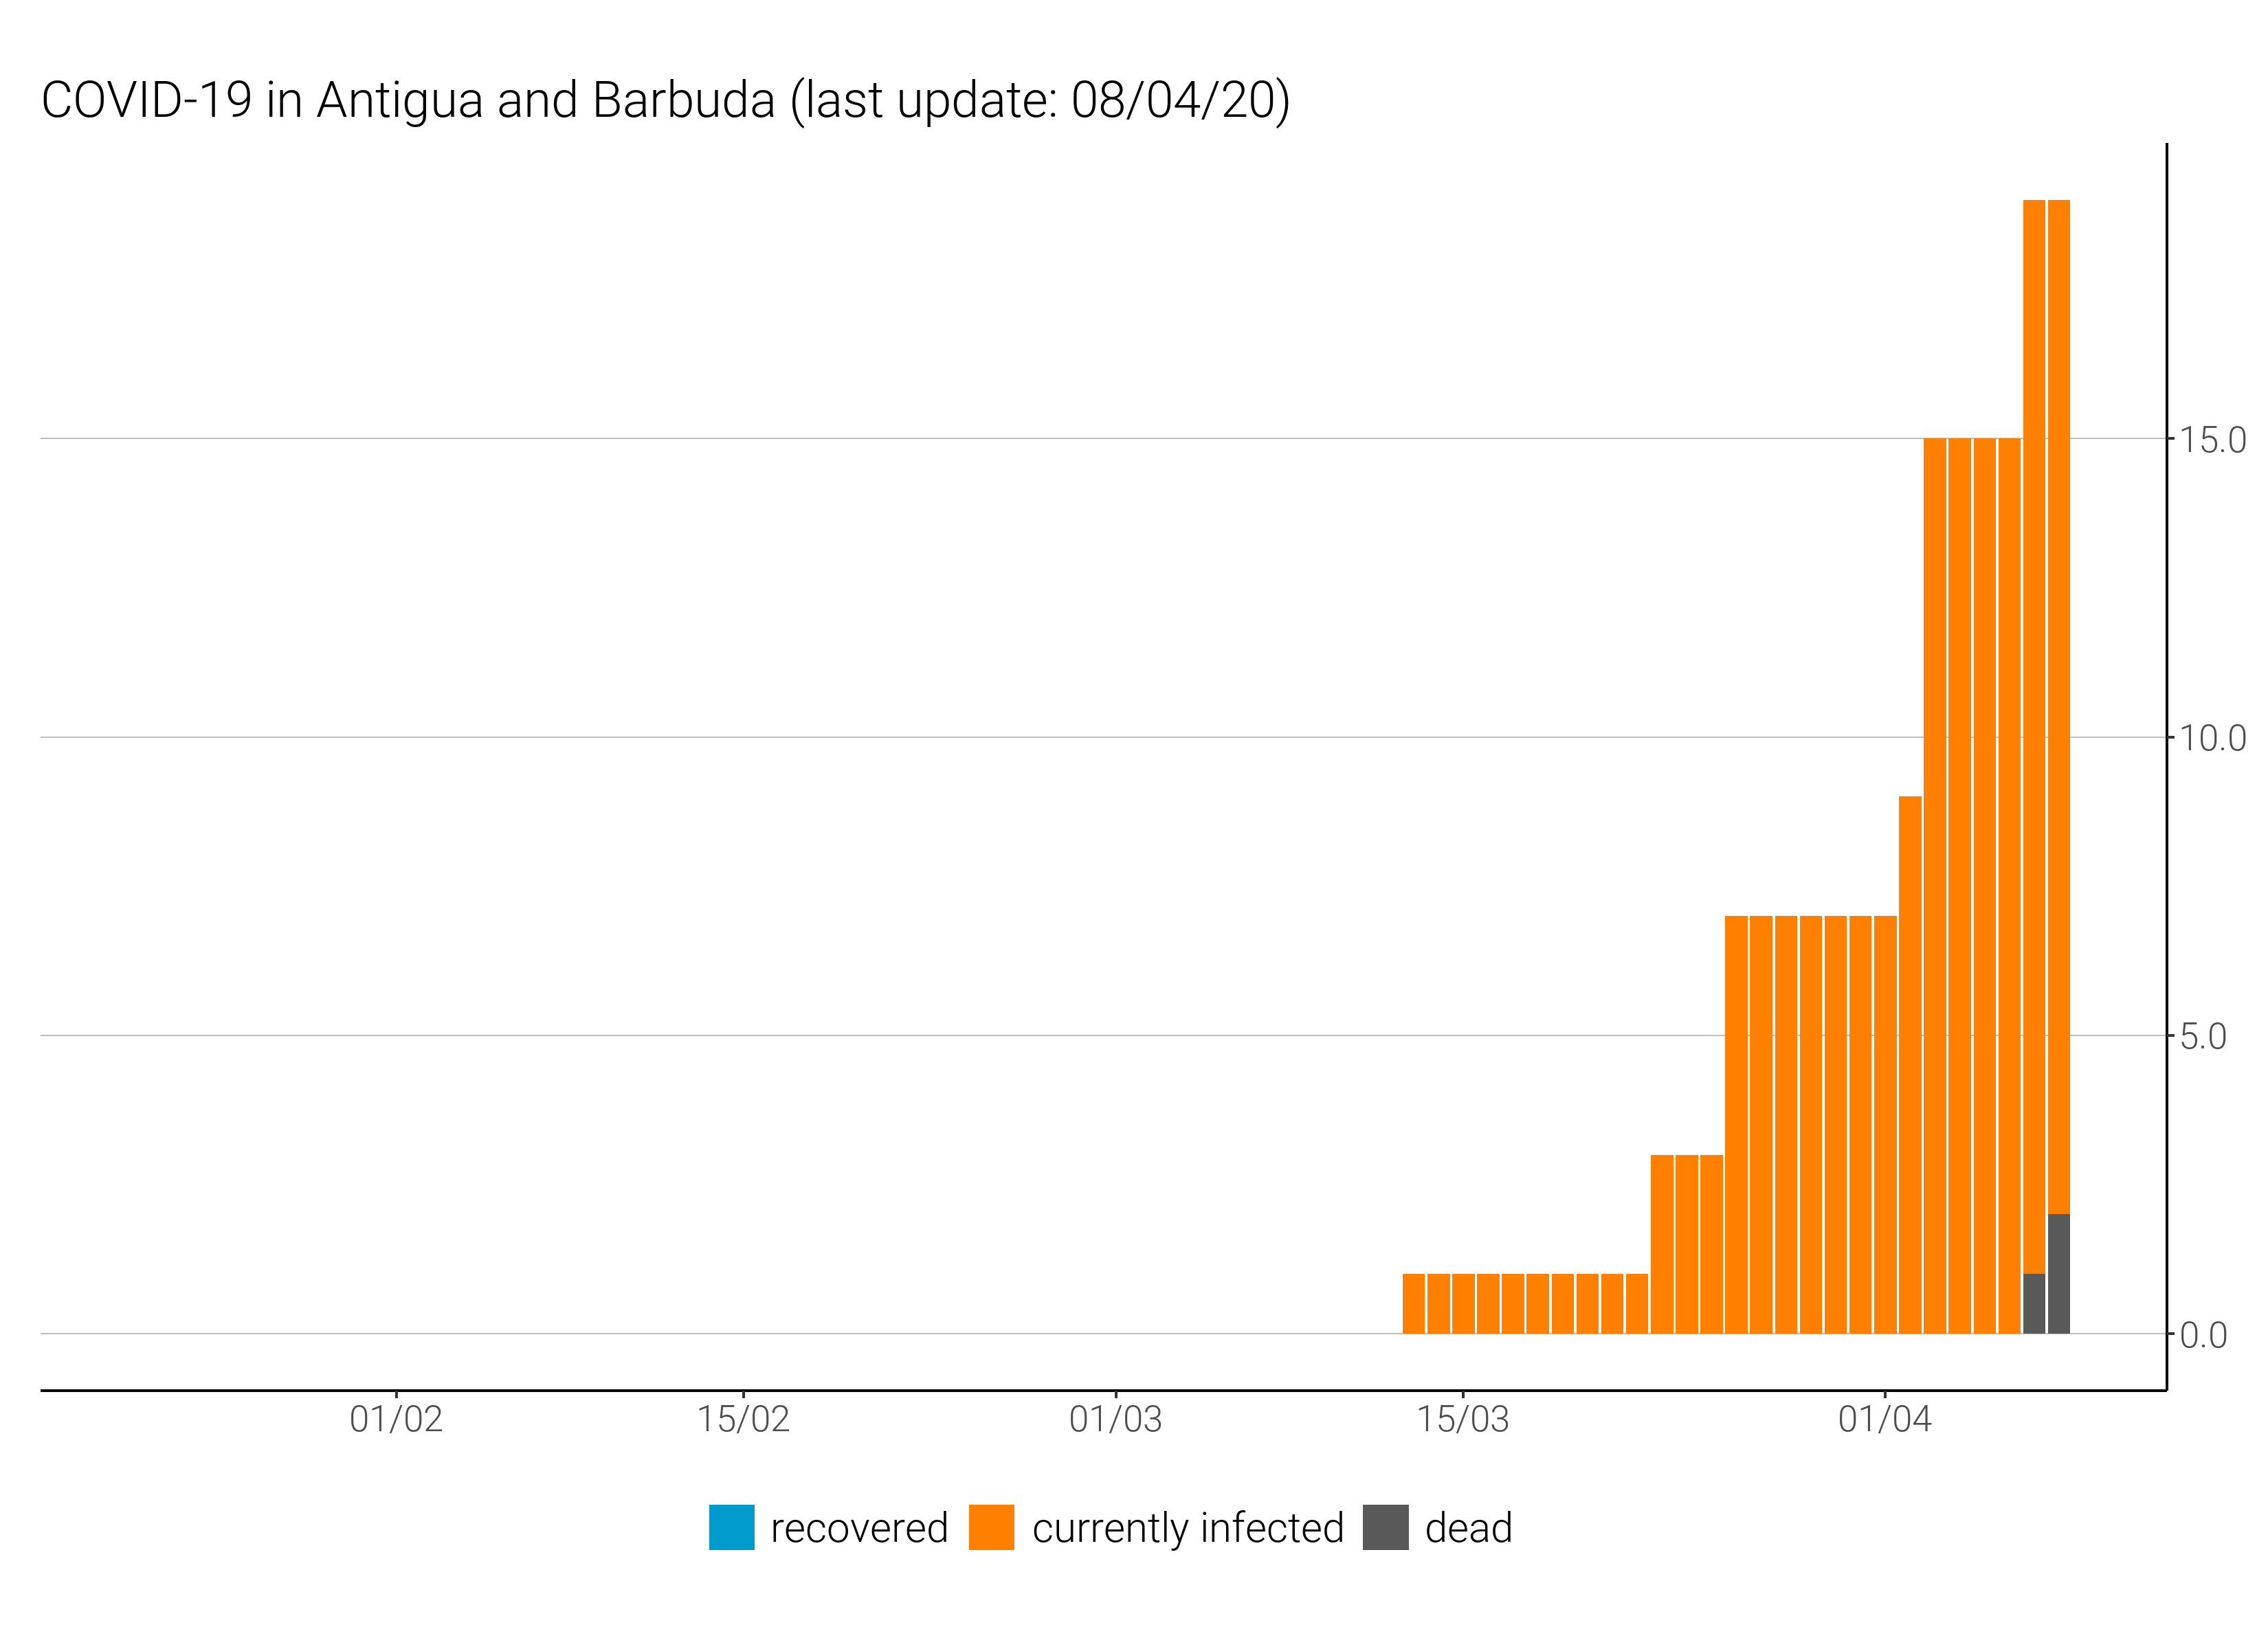 COVID-19 in Antigua and Barbuda (last update: 08/04/20)
15.0
10.0
5.0
0.0
01/02 15/02 01/03 15/03 01/04
recovered currently infected dead